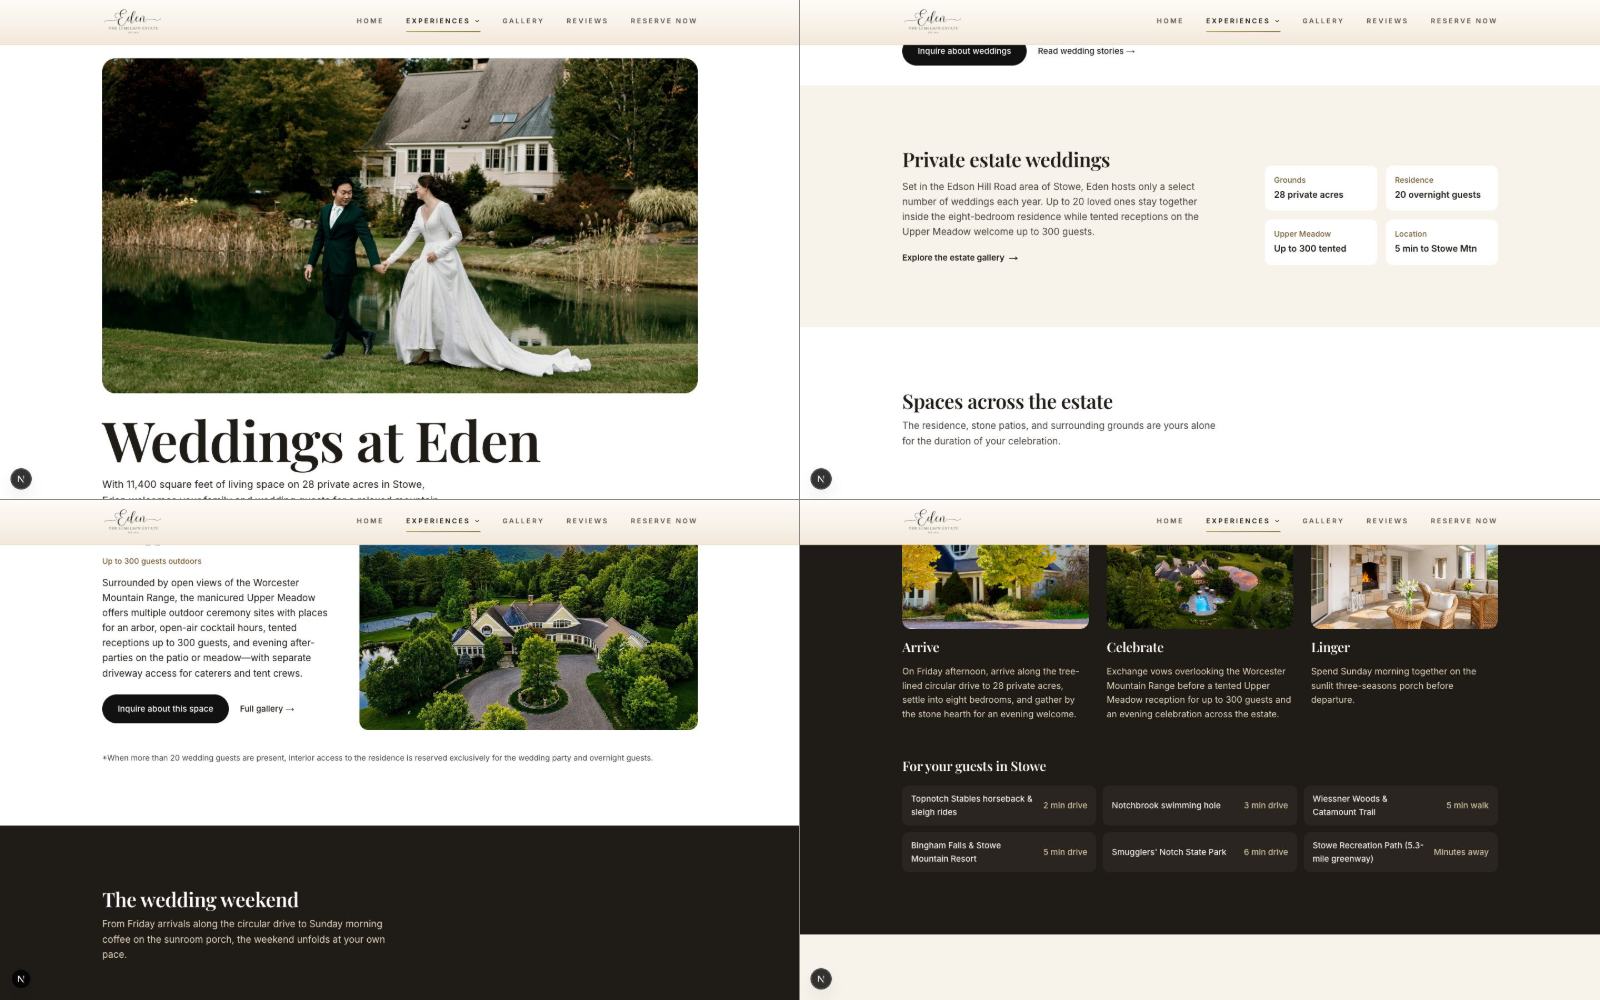 Eden
THE LUMLEY'S ESTATE
HOME EXPERIENCES GALLERY REVIEWS RESERVE NOW
Weddings at Eden
With 11,400 square feet of living space on 28 private acres in Stowe,
Eden welcomes your family and wedding guests for a relaxed mountain
N
Eden
HOME EXPERIENCES GALLERY REVIEWS RESERVE NOW
Inquire about weddings
Read wedding stories →
Private estate weddings
Set in the Edson Hill Road area of Stowe, Eden hosts only a select
number of weddings each year. Up to 20 loved ones stay together
inside the eight-bedroom residence while tented receptions on the
Upper Meadow welcome up to 300 guests.
Explore the estate gallery →
Grounds
28 private acres
Residence
20 overnight guests
Upper Meadow
Up to 300 tented
Location
5 min to Stowe Mtn
Spaces across the estate
The residence, stone patios, and surrounding grounds are yours alone
for the duration of your celebration.
N
Eden
HOME EXPERIENCES GALLERY REVIEWS RESERVE NOW
Up to 300 guests outdoors
Surrounded by open views of the Worcester
Mountain Range, the manicured Upper Meadow
offers multiple outdoor ceremony sites with places
for an arbor, open-air cocktail hours, tented
receptions up to 300 guests, and evening after-
parties on the patio or meadow—with separate
driveway access for caterers and tent crews.
Inquire about this space
Full gallery →
*When more than 20 wedding guests are present, interior access to the residence is reserved exclusively for the wedding party and overnight guests.
The wedding weekend
From Friday arrivals along the circular drive to Sunday morning
coffee on the sunroom porch, the weekend unfolds at your own
pace.
N
Eden
HOME EXPERIENCES GALLERY REVIEWS RESERVE NOW
Arrive
On Friday afternoon, arrive along the tree-
lined circular drive to 28 private acres,
settle into eight bedrooms, and gather by
the stone hearth for an evening welcome.
Celebrate
Exchange vows overlooking the Worcester
Mountain Range before a tented Upper
Meadow reception for up to 300 guests and
an evening celebration across the estate.
Linger
Spend Sunday morning together on the
sunlit three-seasons porch before
departure.
For your guests in Stowe
Topnotch Stables horseback &
sleigh rides
2 min drive
Notchbrook swimming hole
3 min drive
Wiessner Woods &
Catamount Trail
5 min walk
Bingham Falls & Stowe
Mountain Resort
5 min drive
Smugglers' Notch State Park
6 min drive
Stowe Recreation Path (5.3-
mile greenway)
Minutes away
N